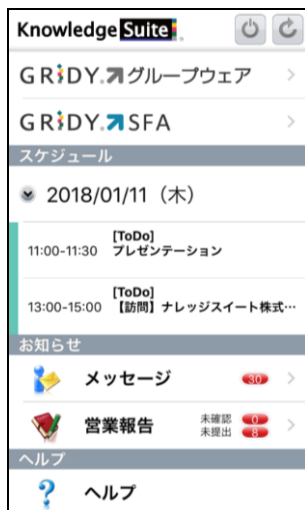 Knowledge Suite
GRiDY.グループウェア
GRiDY.SFA
スケジュール
2018/01/11（木）
[ToDo]
11:00-11:30 プレゼンテーション
[ToDo]
13:00-15:00 【訪問】ナレッジスイート株式…
お知らせ
メッセージ 30
営業報告 未確認 0
未提出 8
ヘルプ
? ヘルプ